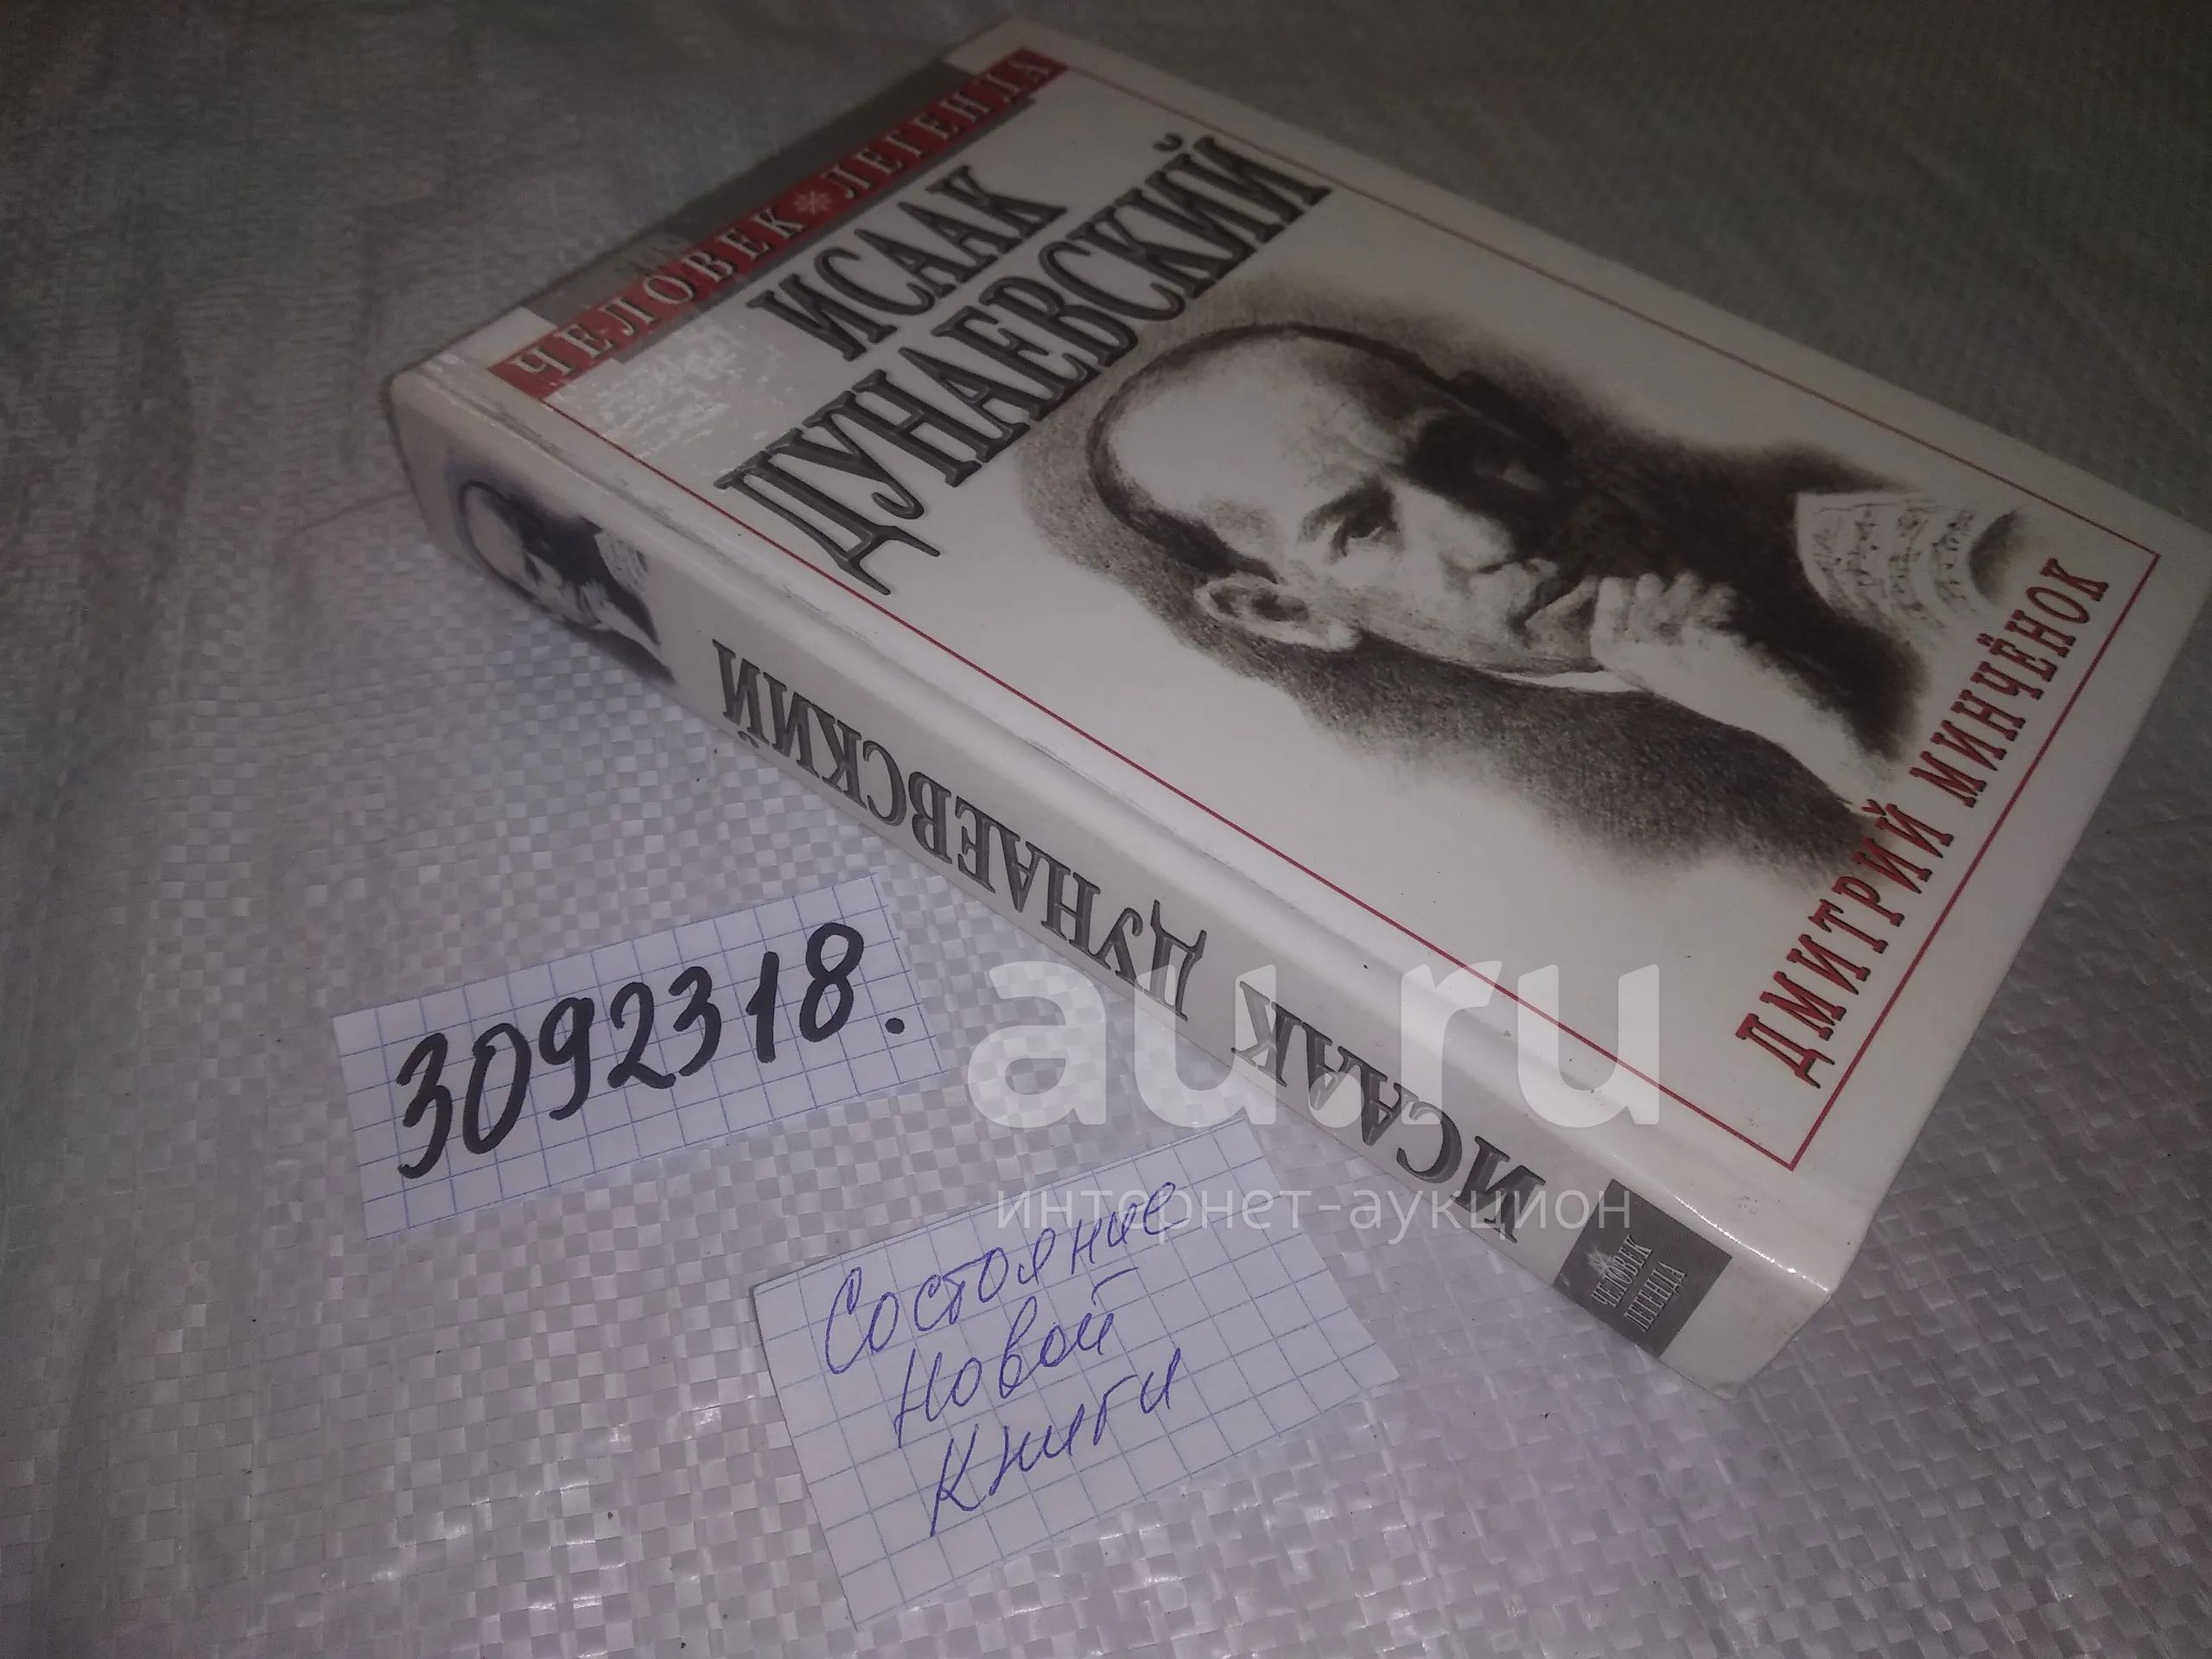 ЧЕЛОВЕК ЛЕГЕНДА
ИСААК
ДУНАЕВСКИЙ
ДМИТРИЙ МИНЧЁНОК
ИСААК ДУНАЕВСКИЙ
ЧЕЛОВЕК
ЛЕГЕНДА
3092318.
Состояние
новой
книги
au.ru
интернет-аукцион